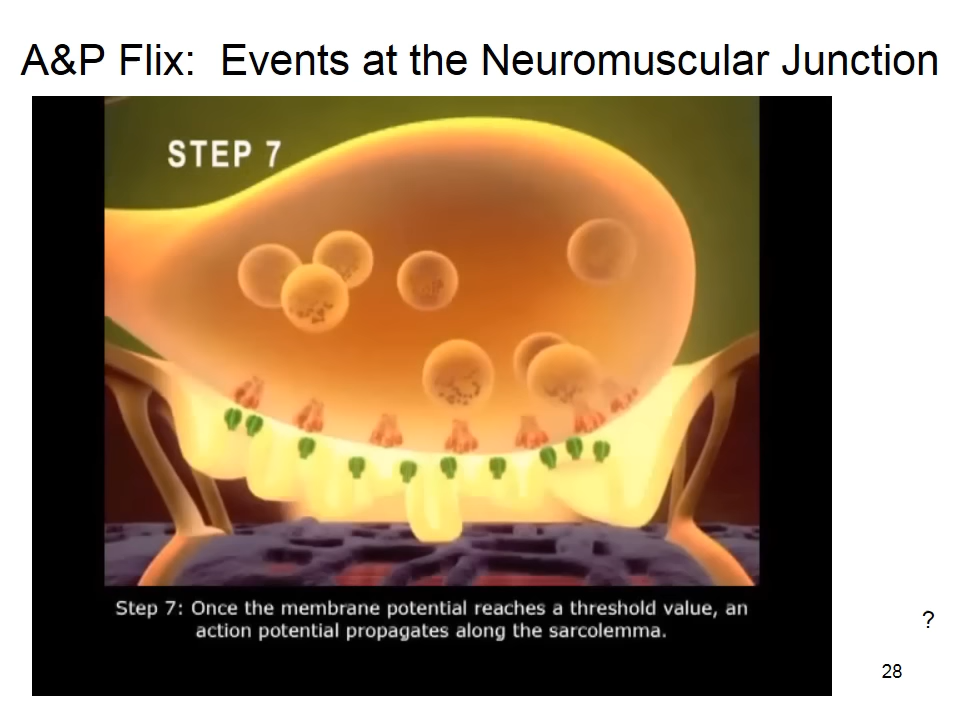 A&P Flix:  Events at the Neuromuscular Junction
STEP 7
Step 7: Once the membrane potential reaches a threshold value, an
action potential propagates along the sarcolemma.
?
28